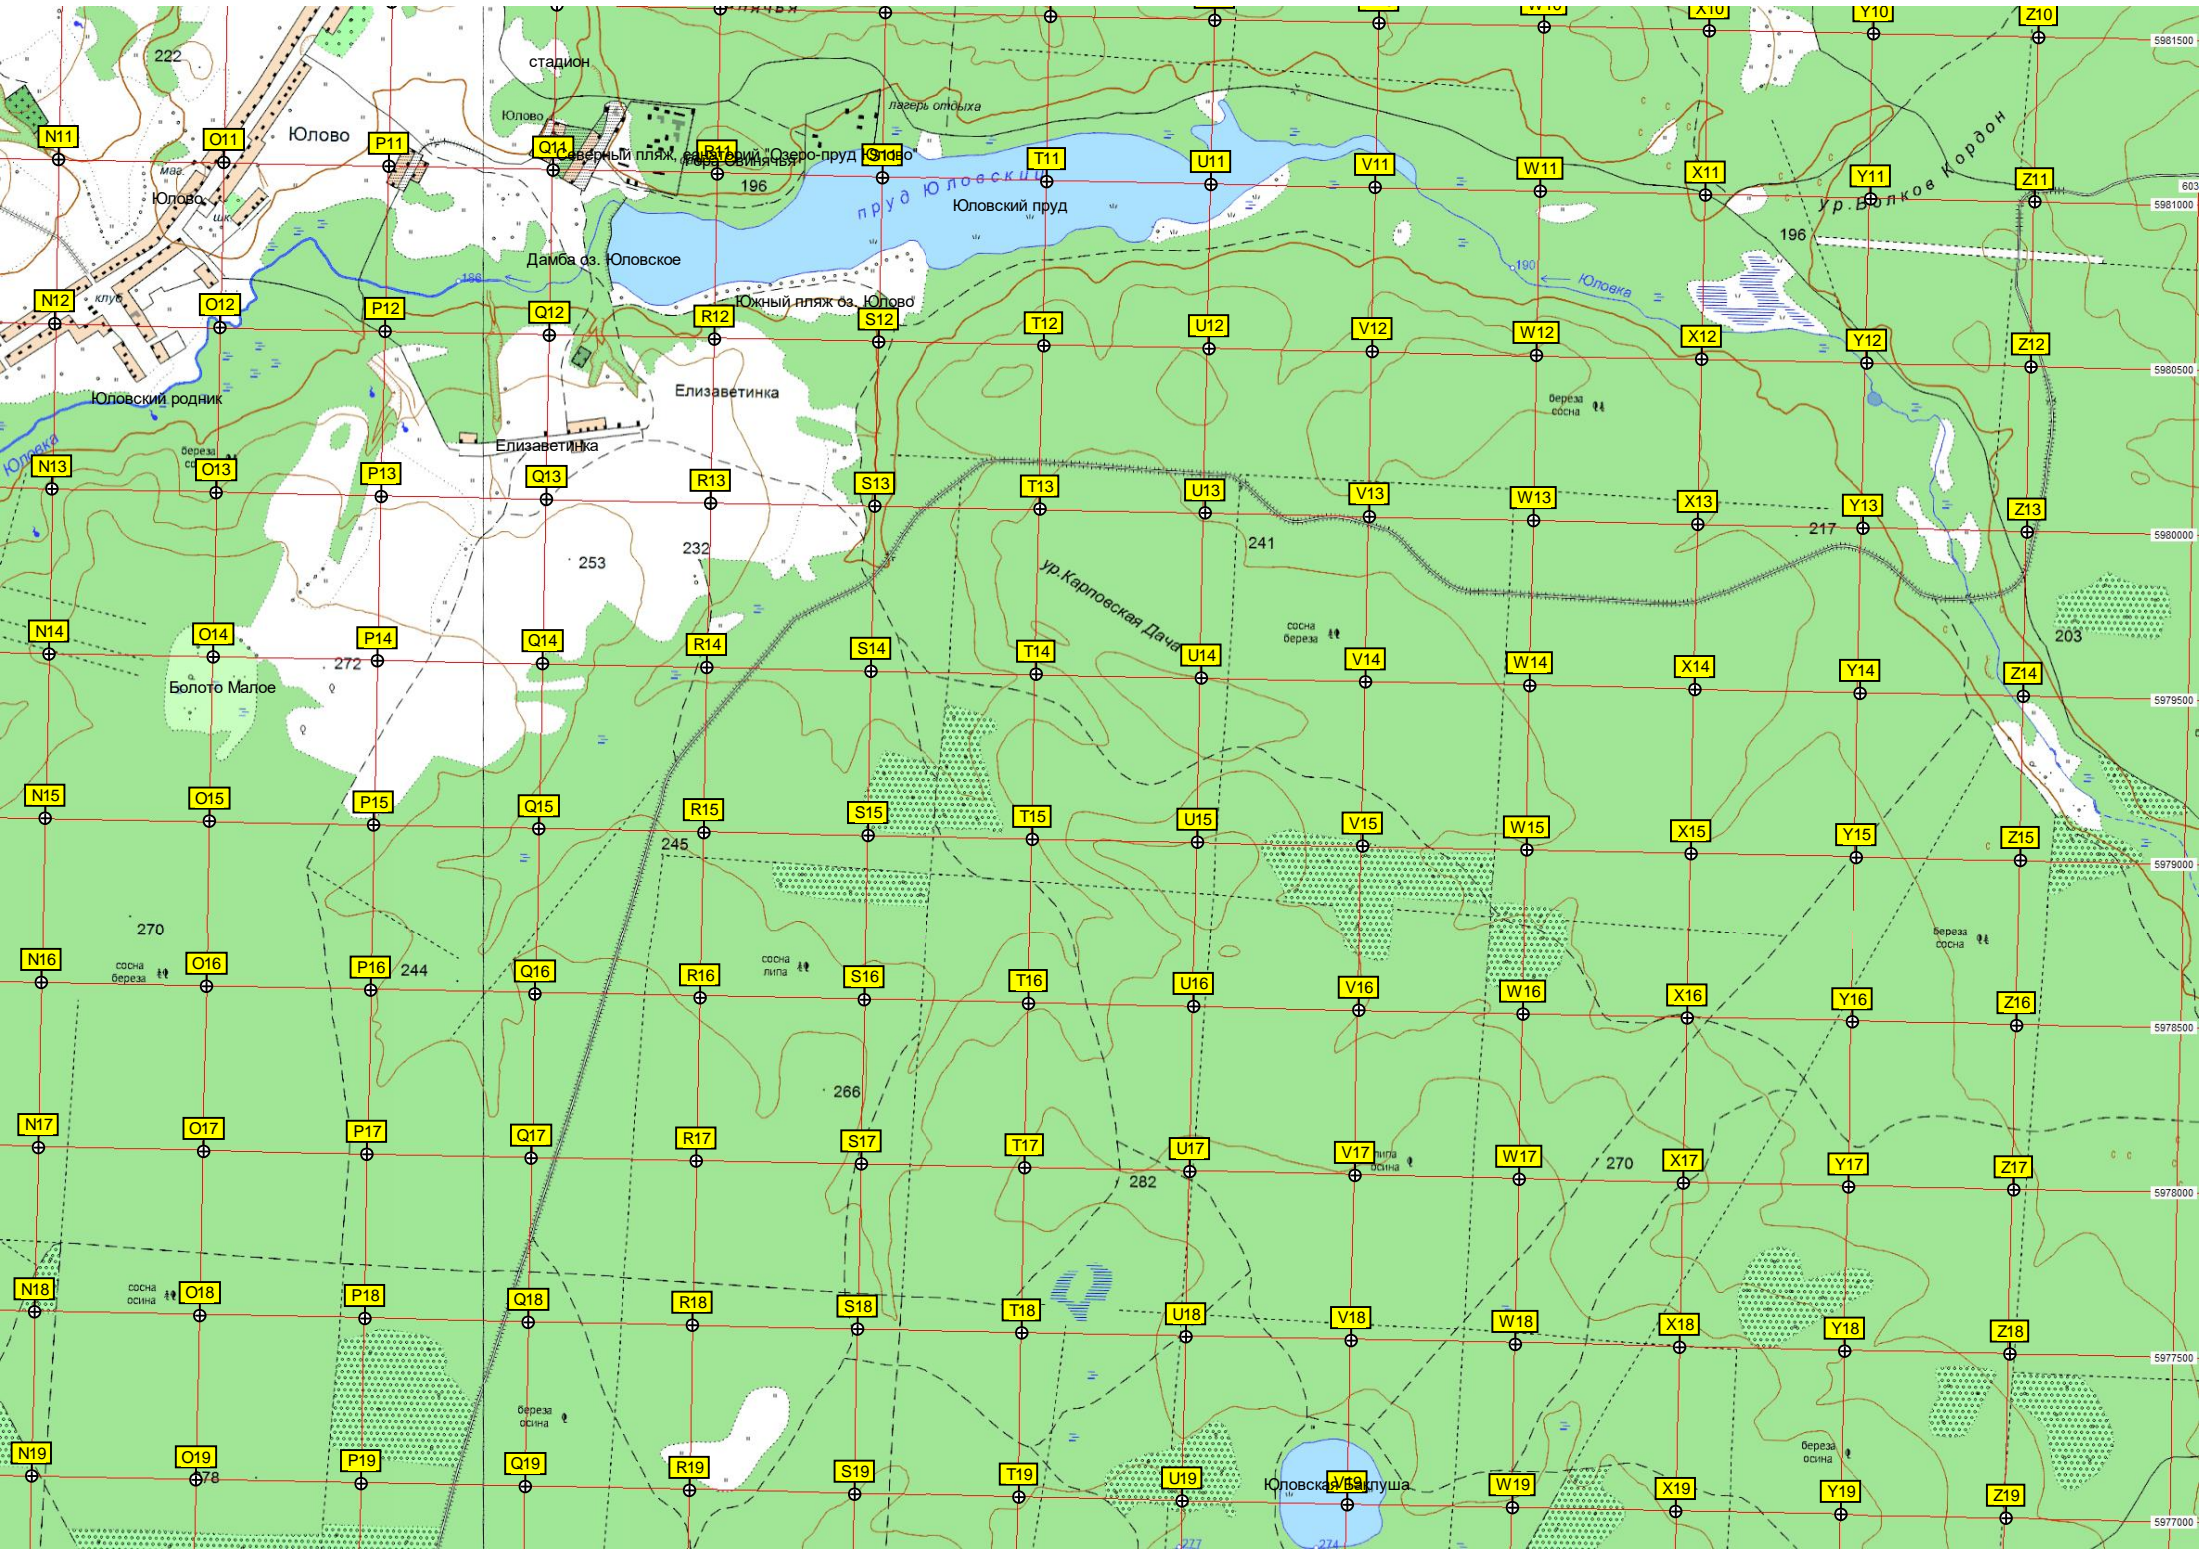 X10
Y10
Z10
5981500
222
стадион
лагерь отдыха
Юлово
Юлово
N11
O11
P11
Q11
R11
S11
T11
U11
V11
W11
X11
Y11
Z11
603
Северный пляж, санаторий "Озеро-пруд Юлово"
маг.
Юлово
шк.
196
пруд Юловский
Юловский пруд
ур.Волков Кордон
5981000
196
Дамба оз. Юловское
186
190
Юловка
клуб
Южный пляж оз. Юлово
N12
O12
P12
Q12
R12
S12
T12
U12
V12
W12
X12
Y12
Z12
5980500
Елизаветинка
Юловский родник
береза
сосна
Юловка
Елизаветинка
береза
N13
O13
P13
Q13
R13
S13
T13
U13
V13
W13
X13
Y13
Z13
5980000
217
241
232
253
ур.Карповская Дача
сосна
береза
203
N14
O14
P14
Q14
R14
S14
T14
U14
V14
W14
X14
Y14
Z14
272
Болото Малое
5979500
N15
O15
P15
Q15
R15
S15
T15
U15
V15
W15
X15
Y15
Z15
245
5979000
270
береза
сосна
сосна
береза
244
сосна
липа
N16
O16
P16
Q16
R16
S16
T16
U16
V16
W16
X16
Y16
Z16
5978500
266
N17
O17
P17
Q17
R17
S17
T17
U17
V17
W17
X17
Y17
Z17
липа
осина
270
282
5978000
сосна
осина
N18
O18
P18
Q18
R18
S18
T18
U18
V18
W18
X18
Y18
Z18
5977500
береза
осина
береза
осина
N19
O19
P19
Q19
R19
S19
T19
U19
V19
W19
X19
Y19
Z19
Юловская Баклуша
5977000
277
274